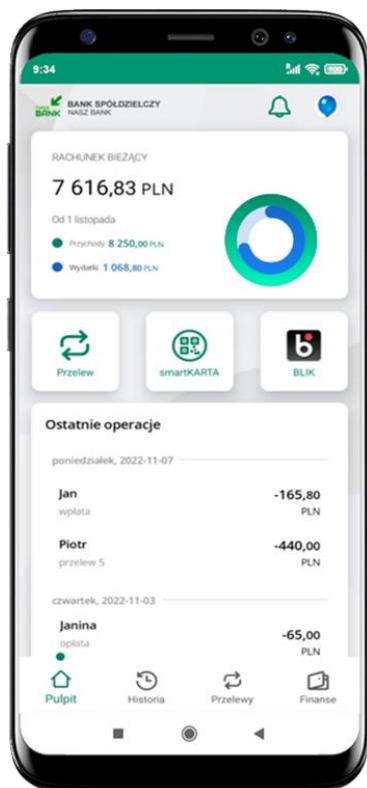 9:34
BANK
BANK SPÓŁDZIELCZY
NASZ BANK
RACHUNEK BIEŻĄCY
7 616,83 PLN
Od 1 listopada
Przychody 8 250,00 PLN
Wydatki 1 068,80 PLN
Przelew
smartKARTA
BLIK
Ostatnie operacje
poniedziałek, 2022-11-07
Jan -165,80
wpłata PLN
Piotr -440,00
przelew 5 PLN
czwartek, 2022-11-03
Janina -65,00
opłata PLN
Pulpit
Historia
Przelewy
Finanse